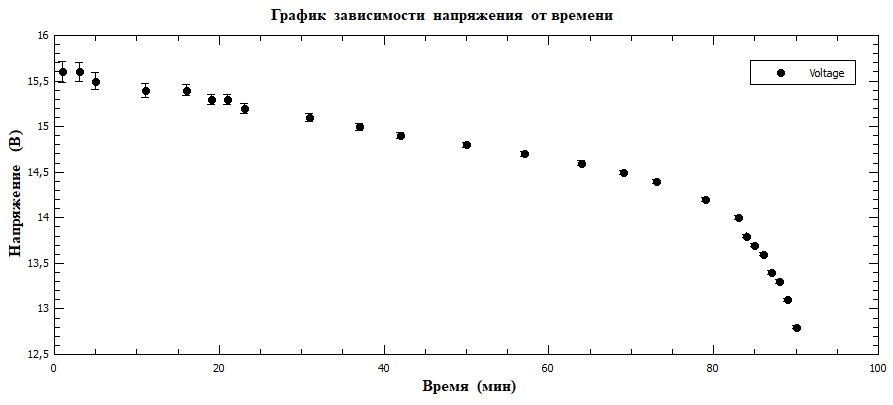 График зависимости напряжения от времени
16
15,5
15
14,5
14
13,5
13
12,5
Напряжение (В)
Voltage
0 20 40 60 80 100
Время (мин)